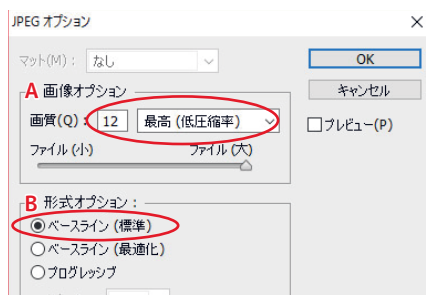 JPEG オプション
マット(M)： なし
OK
A 画像オプション
キャンセル
画質(Q)： 12 最高 (低圧縮率)
プレビュー(P)
ファイル (小) ファイル (大)
B 形式オプション：
ベースライン (標準)
ベースライン (最適化)
プログレッシブ